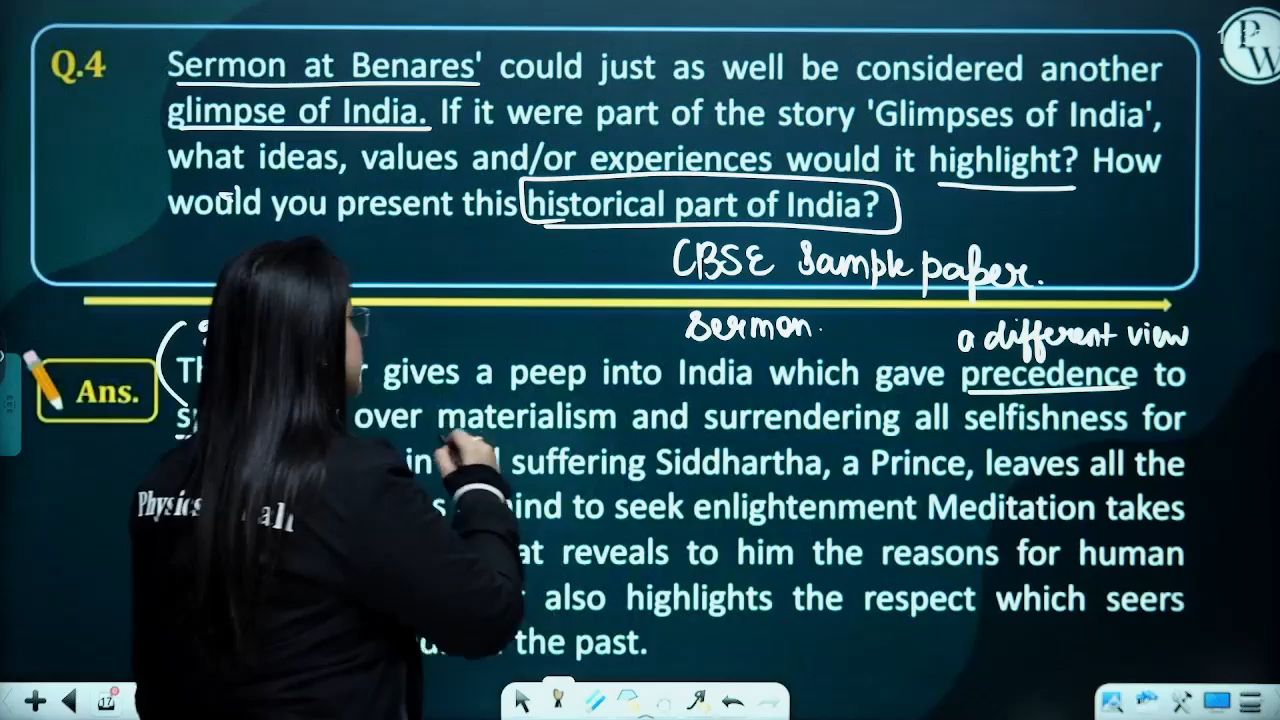 Q.4 Sermon at Benares' could just as well be considered another
glimpse of India. If it were part of the story 'Glimpses of India',
what ideas, values and/or experiences would it highlight? How
would you present this historical part of India?
CBSE Sample paper.
Sermon.
a different view
Ans. gives a peep into India which gave precedence to
over materialism and surrendering all selfishness for
in suffering Siddhartha, a Prince, leaves all the
to seek enlightenment Meditation takes
reveals to him the reasons for human
also highlights the respect which seers
the past.
PW
Physics
17